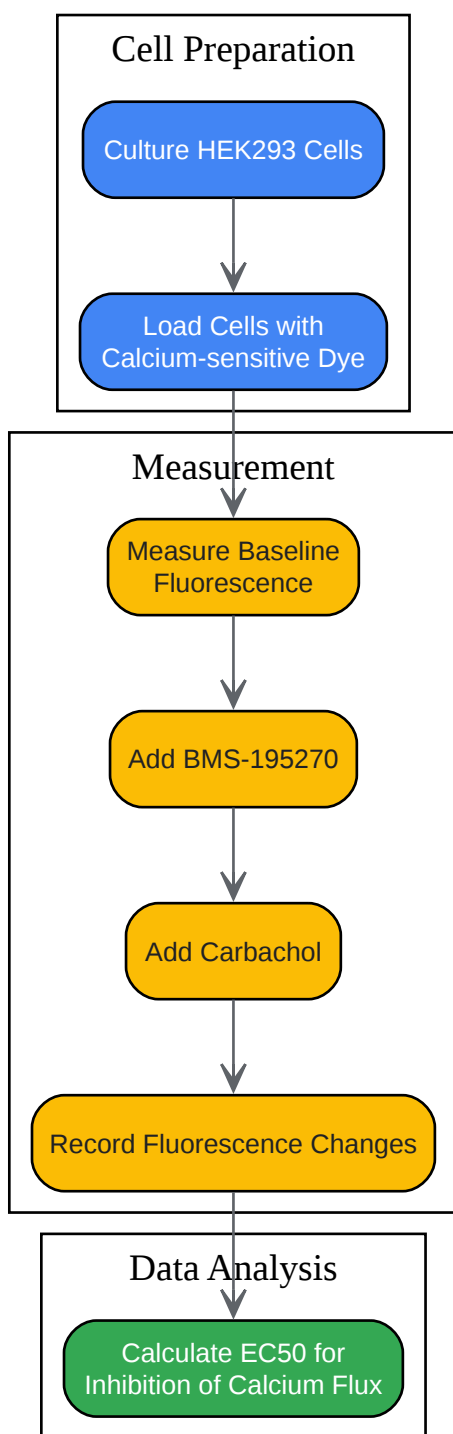 Cell Preparation
Culture HEK293 Cells
Load Cells with
Calcium-sensitive Dye
Measurement
Measure Baseline
Fluorescence
Add BMS-195270
Add Carbachol
Record Fluorescence Changes
Data Analysis
Calculate EC50 for
Inhibition of Calcium Flux